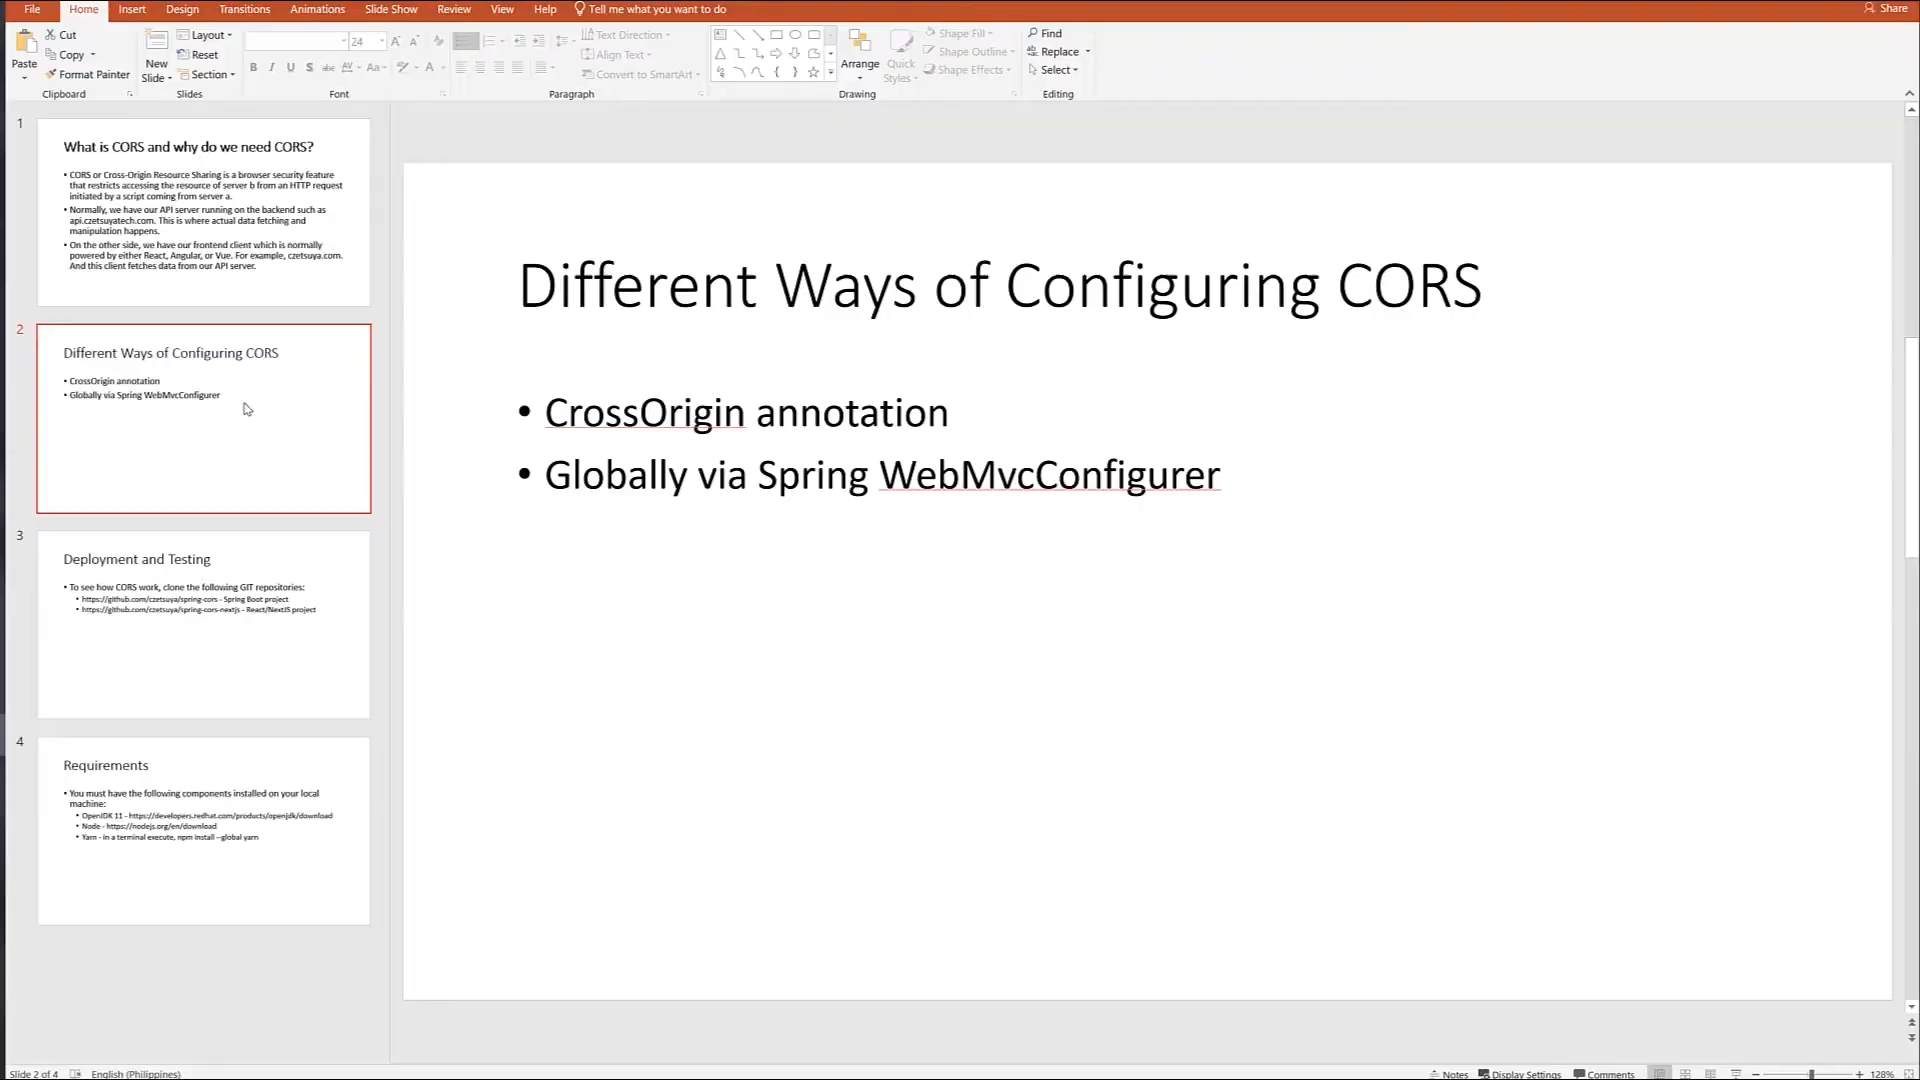 File Home Insert Design Transitions Animations Slide Show Review View Help Tell me what you want to do Share
Paste
Cut
Copy
Format Painter
Clipboard
New
Slide
Layout
Reset
Section
Slides
24
Font
Text Direction
Align Text
Convert to SmartArt
Paragraph
Arrange
Quick
Styles
Shape Fill
Shape Outline
Shape Effects
Drawing
Find
Replace
Select
Editing
1
What is CORS and why do we need CORS?
• CORS or Cross-Origin Resource Sharing is a browser security feature
that restricts accessing the resource of server b from an HTTP request
initiated by a script coming from server a.
• Normally, we have our API server running on the backend such as
api.czetsuyatech.com. This is where actual data fetching and
manipulation happens.
• On the other side, we have our frontend client which is normally
powered by either React, Angular, or Vue. For example, czetsuya.com.
And this client fetches data from our API server.
2
Different Ways of Configuring CORS
• CrossOrigin annotation
• Globally via Spring WebMvcConfigurer
3
Deployment and Testing
• To see how CORS work, clone the following GIT repositories:
• https://github.com/czetsuya/spring-cors - Spring Boot project
• https://github.com/czetsuya/spring-cors-nextjs - React/NextJS project
4
Requirements
• You must have the following components installed on your local
machine:
• OpenJDK 11 - https://developers.redhat.com/products/openjdk/download
• Node - https://nodejs.org/en/download
• Yarn - in a terminal execute, npm install --global yarn
Different Ways of Configuring CORS
• CrossOrigin annotation
• Globally via Spring WebMvcConfigurer
Slide 2 of 4 English (Philippines) Notes Display Settings Comments 128%